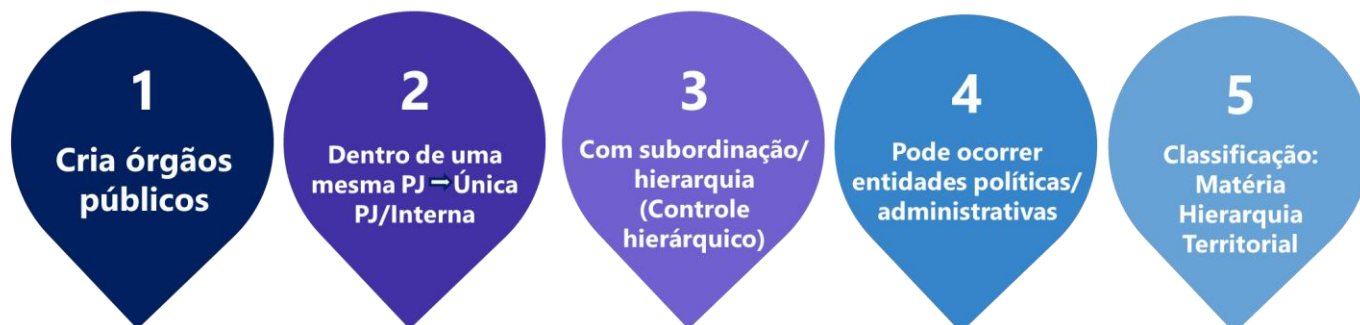 1
Cria órgãos
públicos
2
Dentro de uma
mesma PJ ➡ Única
PJ/Interna
3
Com subordinação/
hierarquia
(Controle
hierárquico)
4
Pode ocorrer
entidades políticas/
administrativas
5
Classificação:
Matéria
Hierarquia
Territorial